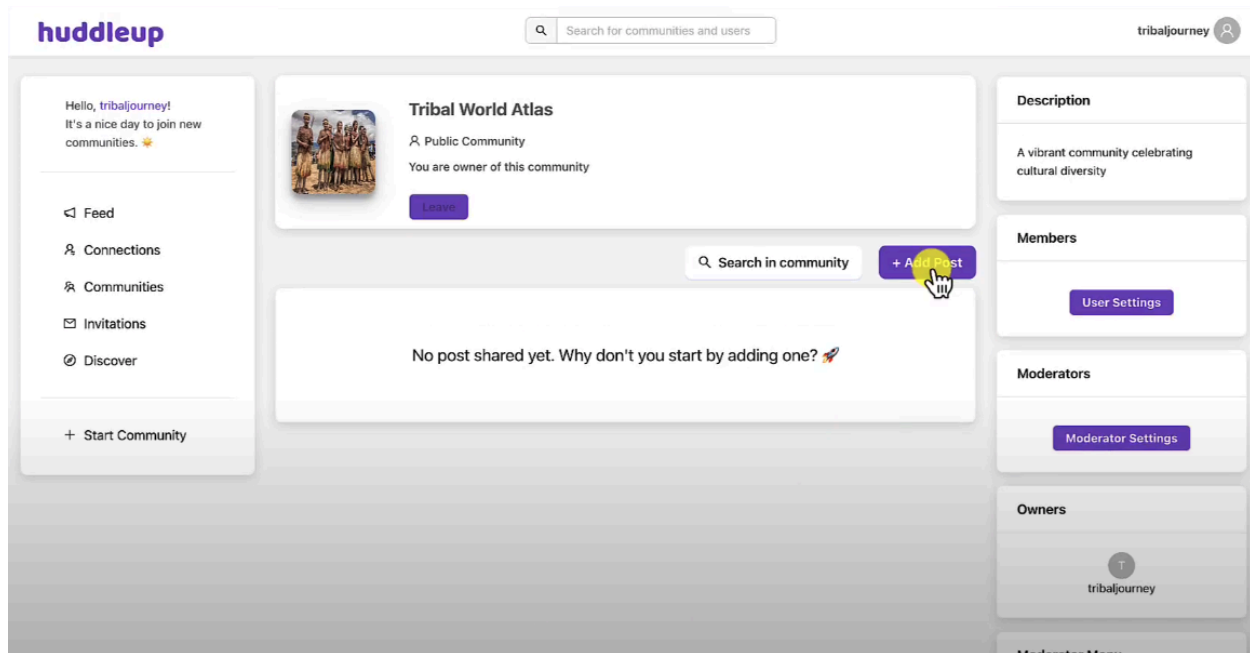 huddleup
Search for communities and users
tribaljourney
Hello, tribaljourney!
It's a nice day to join new
communities. ☀️
Feed
Connections
Communities
Invitations
Discover
+ Start Community
Tribal World Atlas
Public Community
You are owner of this community
Leave
Search in community
+ Add Post
No post shared yet. Why don't you start by adding one? 🚀
Description
A vibrant community celebrating
cultural diversity
Members
User Settings
Moderators
Moderator Settings
Owners
T
tribaljourney
Moderator Menu